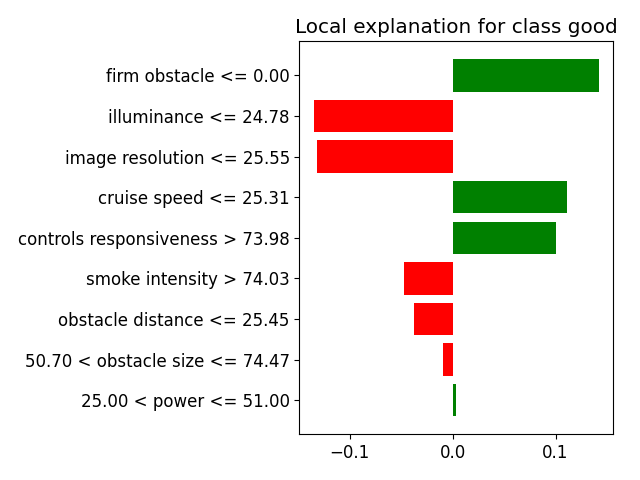 Local explanation for class good
firm obstacle <= 0.00
illuminance <= 24.78
image resolution <= 25.55
cruise speed <= 25.31
controls responsiveness > 73.98
smoke intensity > 74.03
obstacle distance <= 25.45
50.70 < obstacle size <= 74.47
25.00 < power <= 51.00
−0.1 0.0 0.1